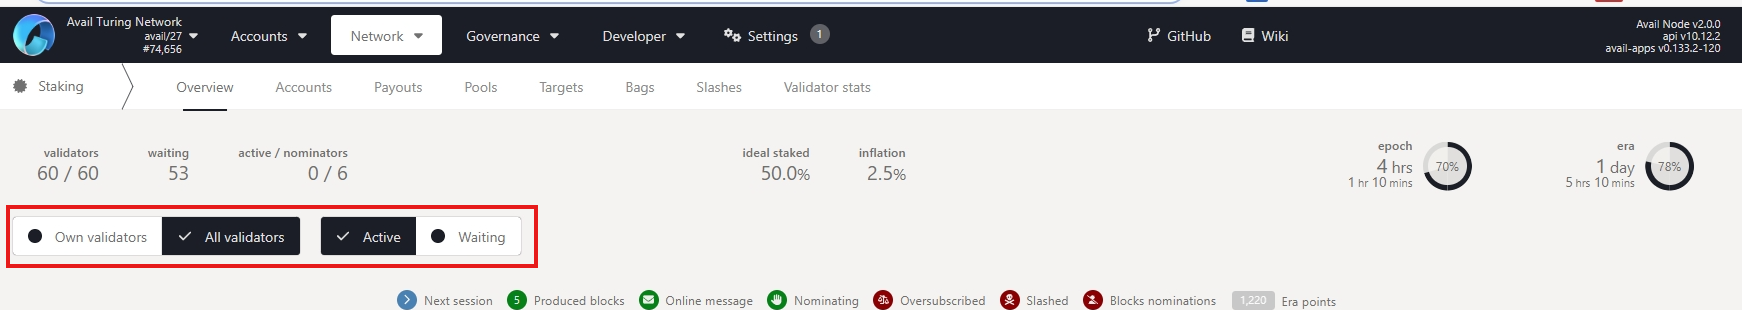 Avail Turing Network
avail/27
#74,656
Accounts
Network
Governance
Developer
Settings
1
GitHub
Wiki
Avail Node v2.0.0
api v10.12.2
avail-apps v0.133.2-120
Staking
Overview
Accounts
Payouts
Pools
Targets
Bags
Slashes
Validator stats
validators
60 / 60
waiting
53
active / nominators
0 / 6
ideal staked
50.0%
inflation
2.5%
epoch
4 hrs
1 hr 10 mins
70%
era
1 day
5 hrs 10 mins
78%
Own validators
All validators
Active
Waiting
Next session
5 Produced blocks
Online message
Nominating
Oversubscribed
Slashed
Blocks nominations
1,220 Era points